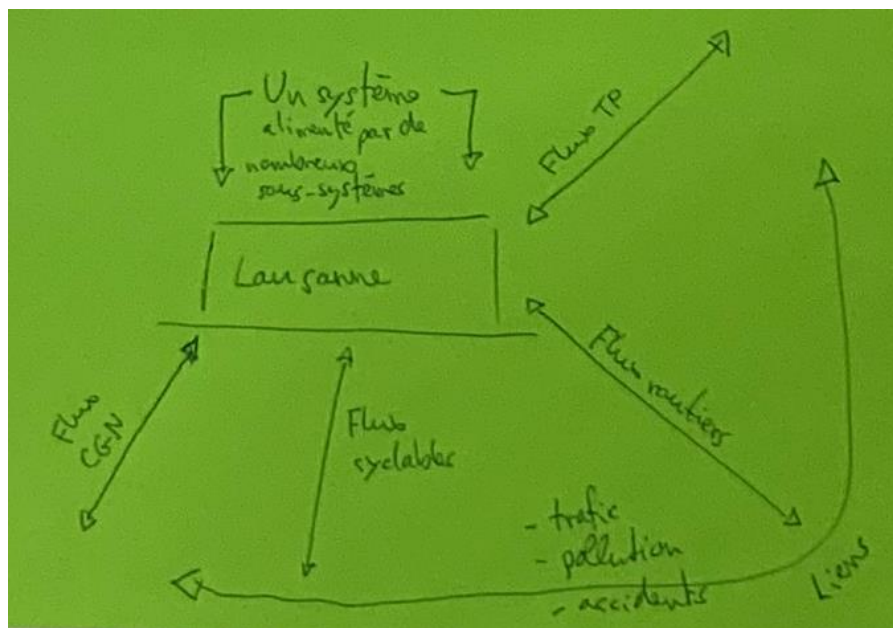 Un système
alimenté par de
nombreux
sous-systèmes
Flux TP
Lausanne
Flux routiers
Flux
CGN
Flux
syclables
- trafic
- pollution
- accidents
Liens